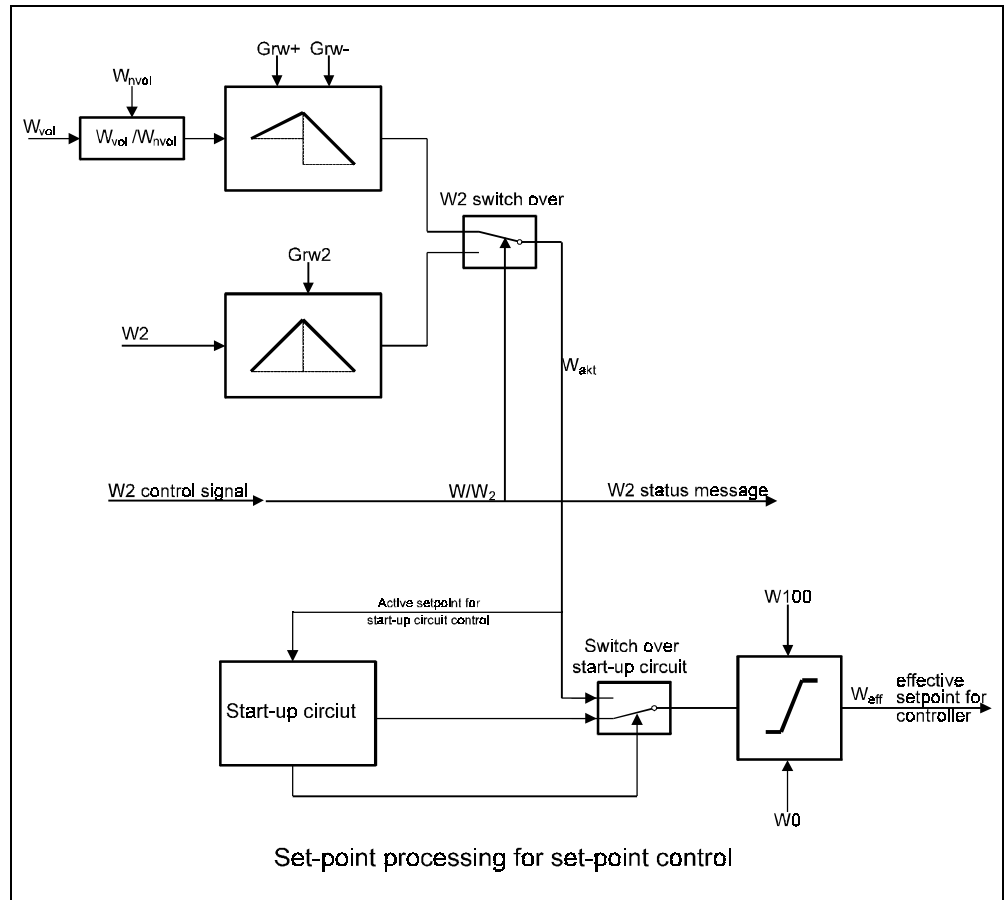 Grw+ Grw-
Wnvol
Wvol
Wvol /Wnvol
W2 switch over
Grw2
W2
Wakt
W2 control signal
W/W2
W2 status message
Active setpoint for
start-up circuit control
W100
Switch over
start-up circuit
Start-up circiut
Weff
effective
setpoint for
controller
W0
Set-point processing for set-point control